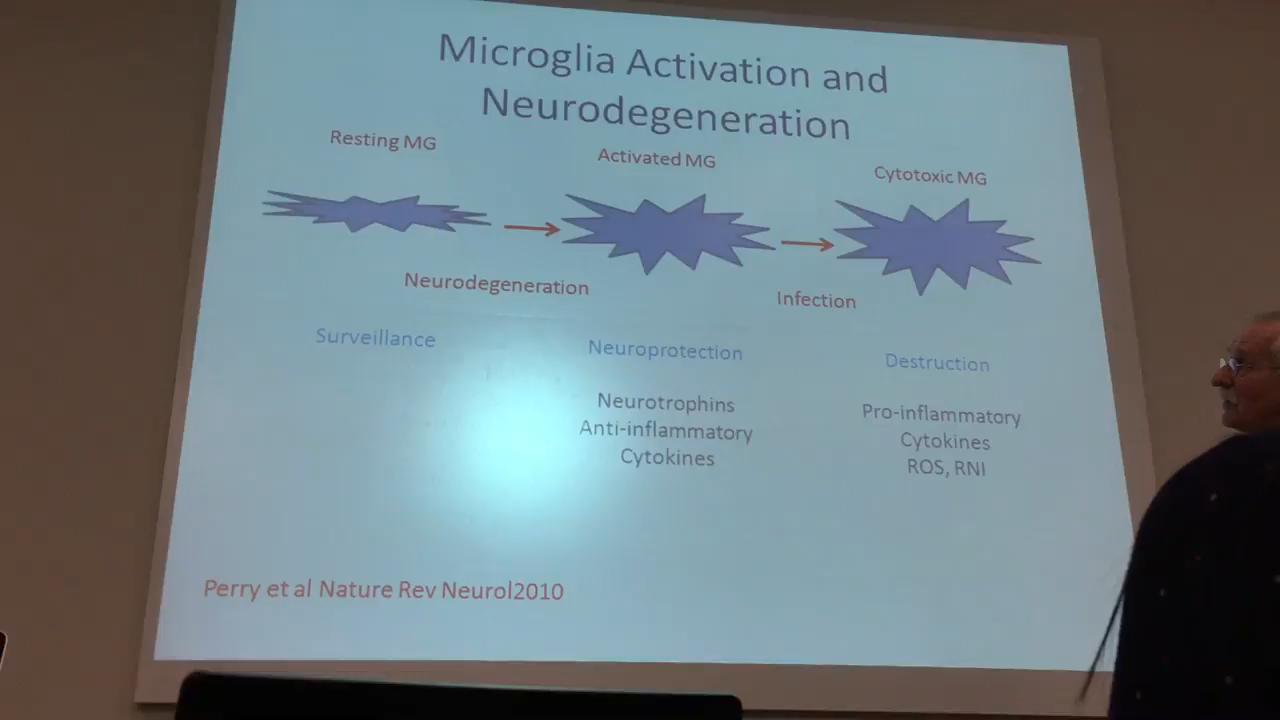 Microglia Activation and
Neurodegeneration
Resting MG
Activated MG
Cytotoxic MG
Neurodegeneration
Infection
Surveillance
Neuroprotection
Destruction
Neurotrophins
Anti-inflammatory
Cytokines
Pro-inflammatory
Cytokines
ROS, RNI
Perry et al Nature Rev Neurol2010